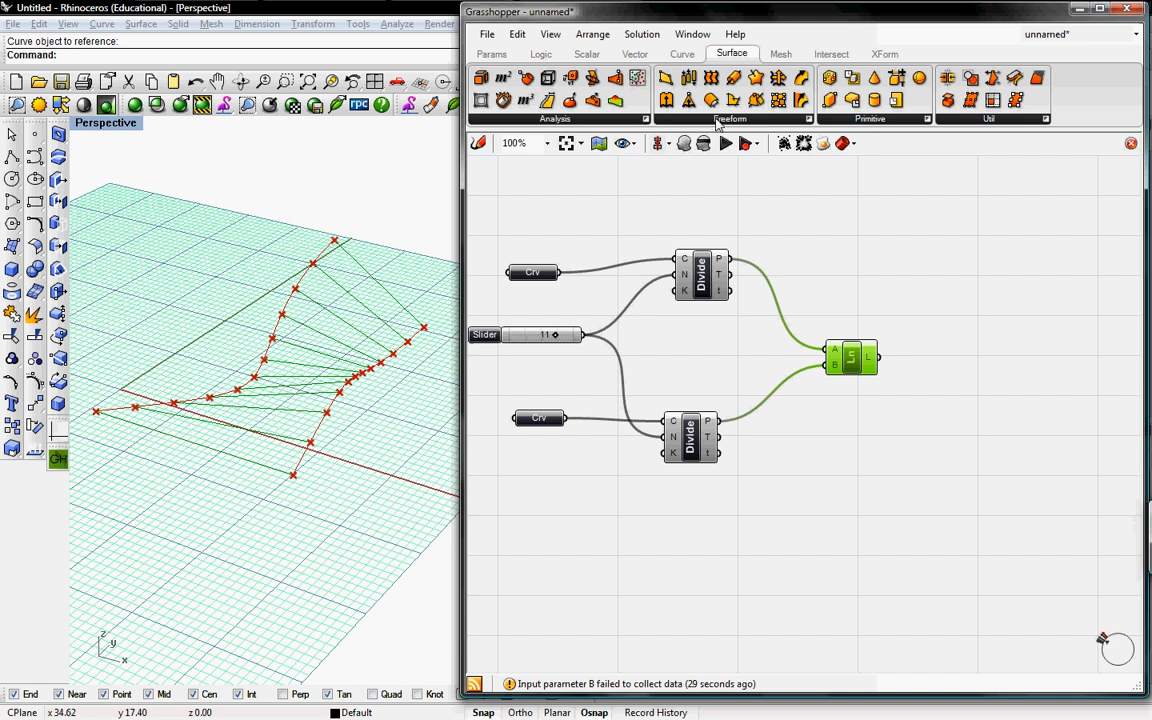 Untitled - Rhinoceros (Educational) - [Perspective]
File Edit View Curve Surface Solid Mesh Dimension Transform Tools Analyze Render
Curve object to reference:
Command:
rpc
Perspective
GH
z
y
x
End Near Point Mid Cen Int Perp Tan Quad Knot
CPlane x 34.62 y 17.40 z 0.00 Default Snap Ortho Planar Osnap Record History
Grasshopper - unnamed*
File Edit View Arrange Solution Window Help unnamed*
Params Logic Scalar Vector Curve Surface Mesh Intersect XForm
Analysis Freeform Primitive Util
100%
Crv
C N K Divide P T t
Slider 11
A B Ln L
Crv
C N K Divide P T t
Input parameter B failed to collect data (29 seconds ago)